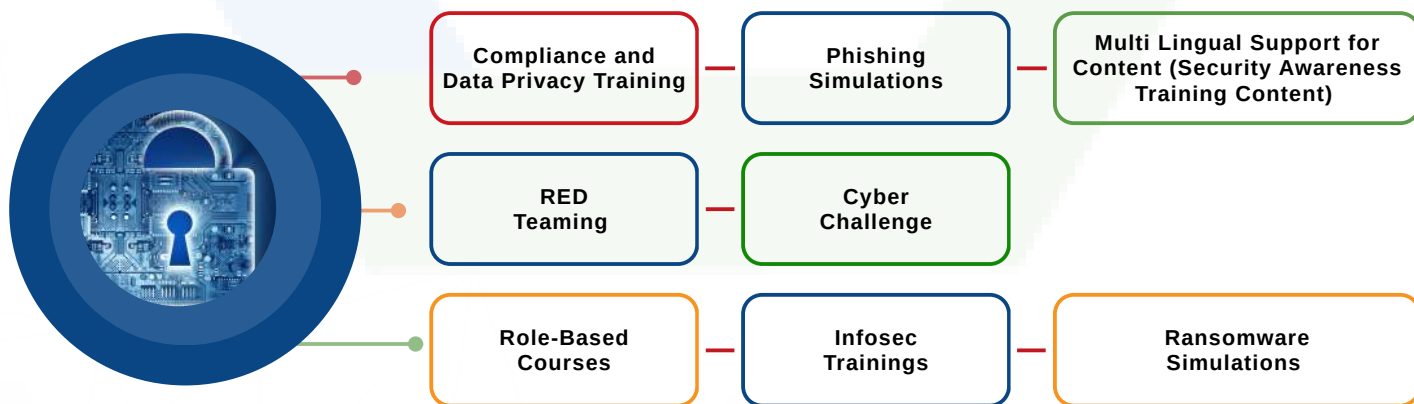 Compliance and
Data Privacy Training
Phishing
Simulations
Multi Lingual Support for
Content (Security Awareness
Training Content)
RED
Teaming
Cyber
Challenge
Role-Based
Courses
Infosec
Trainings
Ransomware
Simulations